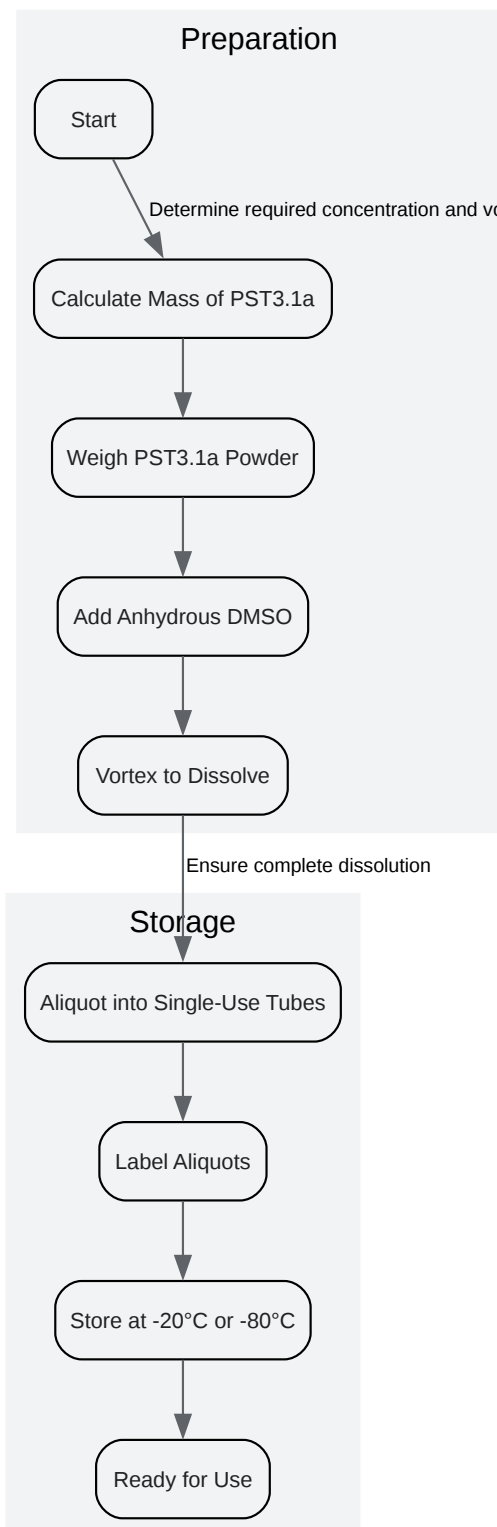 Preparation
Start
Determine required concentration and
Calculate Mass of PST3.1a
Weigh PST3.1a Powder
Add Anhydrous DMSO
Vortex to Dissolve
Ensure complete dissolution
Storage
Aliquot into Single-Use Tubes
Label Aliquots
Store at -20°C or -80°C
Ready for Use